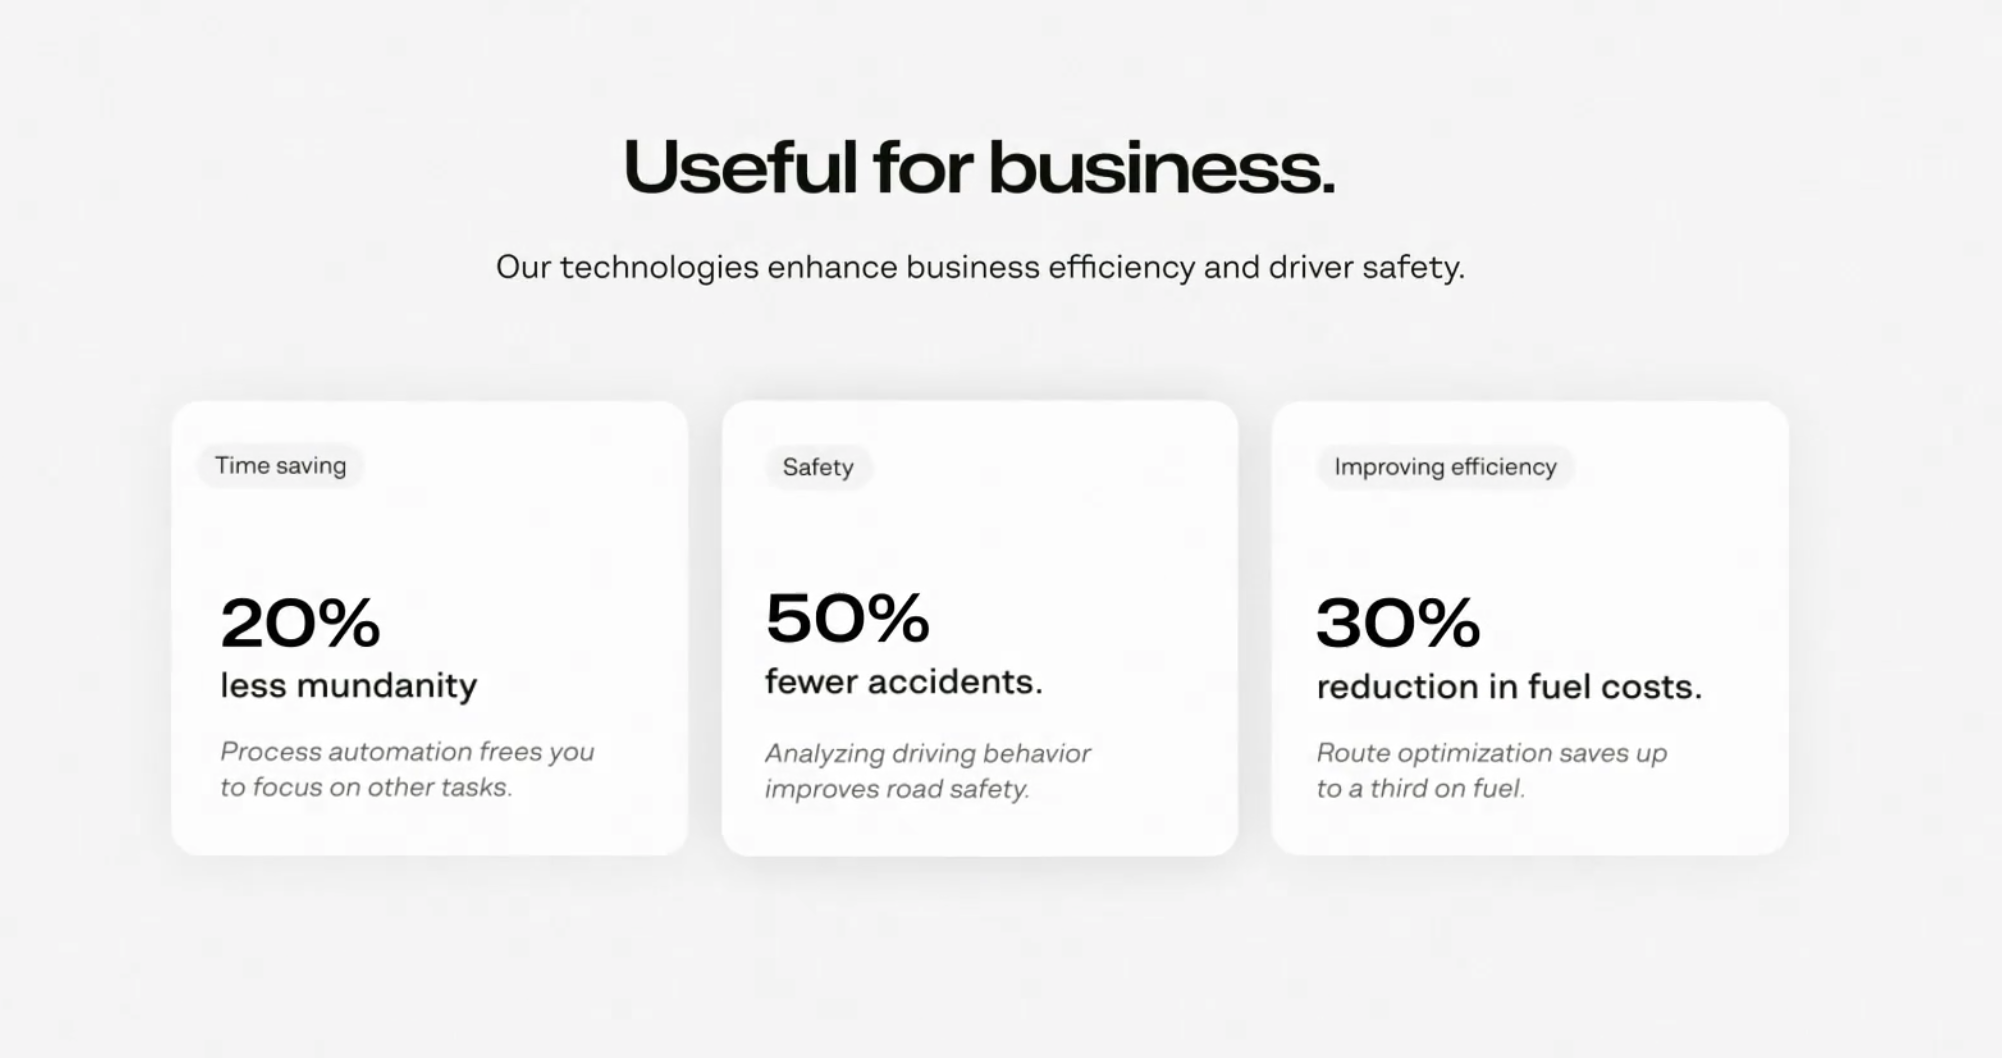 Useful for business.
Our technologies enhance business efficiency and driver safety.
Time saving
20%
less mundanity
Process automation frees you
to focus on other tasks.
Safety
50%
fewer accidents.
Analyzing driving behavior
improves road safety.
Improving efficiency
30%
reduction in fuel costs.
Route optimization saves up
to a third on fuel.